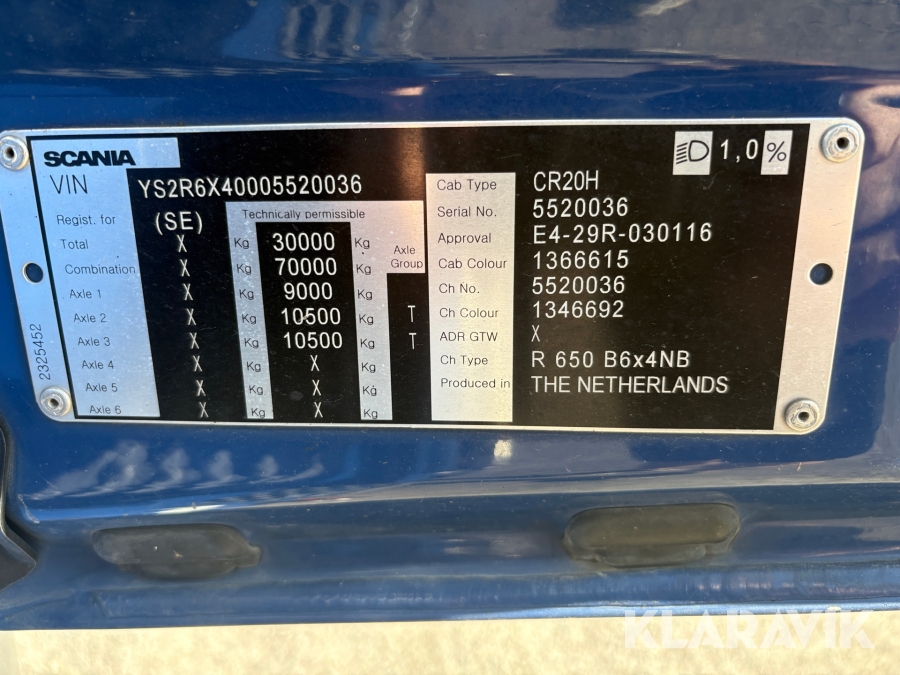 SCANIA 1,0%
VIN YS2R6X40005520036
Regist. for (SE) Technically permissible
Total X Kg 30000 Kg
Combination X Kg 70000 Kg Axle Group
Axle 1 X Kg 9000 Kg
Axle 2 X Kg 10500 Kg T
Axle 3 X Kg 10500 Kg T
Axle 4 X Kg X Kg
Axle 5 X Kg X Kg
Axle 6 X Kg X Kg
Cab Type CR20H
Serial No. 5520036
Approval E4-29R-030116
Cab Colour 1366615
Ch No. 5520036
Ch Colour 1346692
ADR GTW X
Ch Type R 650 B6x4NB
Produced in THE NETHERLANDS
2325452
KLARAVIK